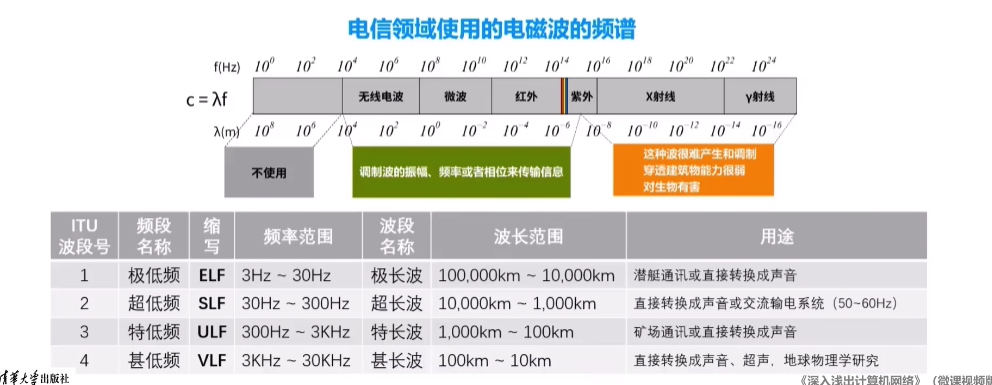 电信领域使用的电磁波的频谱
f(Hz) 10^0 10^2 10^4 10^6 10^8 10^10 10^12 10^14 10^16 10^18 10^20 10^22 10^24
c = λf 无线电波 微波 红外 紫外 X射线 γ射线
λ(m) 10^8 10^6 10^4 10^2 10^0 10^-2 10^-4 10^-6 10^-8 10^-10 10^-12 10^-14 10^-16
不使用
调制波的振幅、频率或者相位来传输信息
这种波很难产生和调制
穿透建筑物能力很弱
对生物有害
ITU波段号 频段名称 缩写 频率范围 波段名称 波长范围 用途
1 极低频 ELF 3Hz ~ 30Hz 极长波 100,000km ~ 10,000km 潜艇通讯或直接转换成声音
2 超低频 SLF 30Hz ~ 300Hz 超长波 10,000km ~ 1,000km 直接转换成声音或交流输电系统（50~60Hz）
3 特低频 ULF 300Hz ~ 3KHz 特长波 1,000km ~ 100km 矿场通讯或直接转换成声音
4 甚低频 VLF 3KHz ~ 30KHz 甚长波 100km ~ 10km 直接转换成声音、超声，地球物理学研究
清华大学出版社
《深入浅出计算机网络》（微课视频版